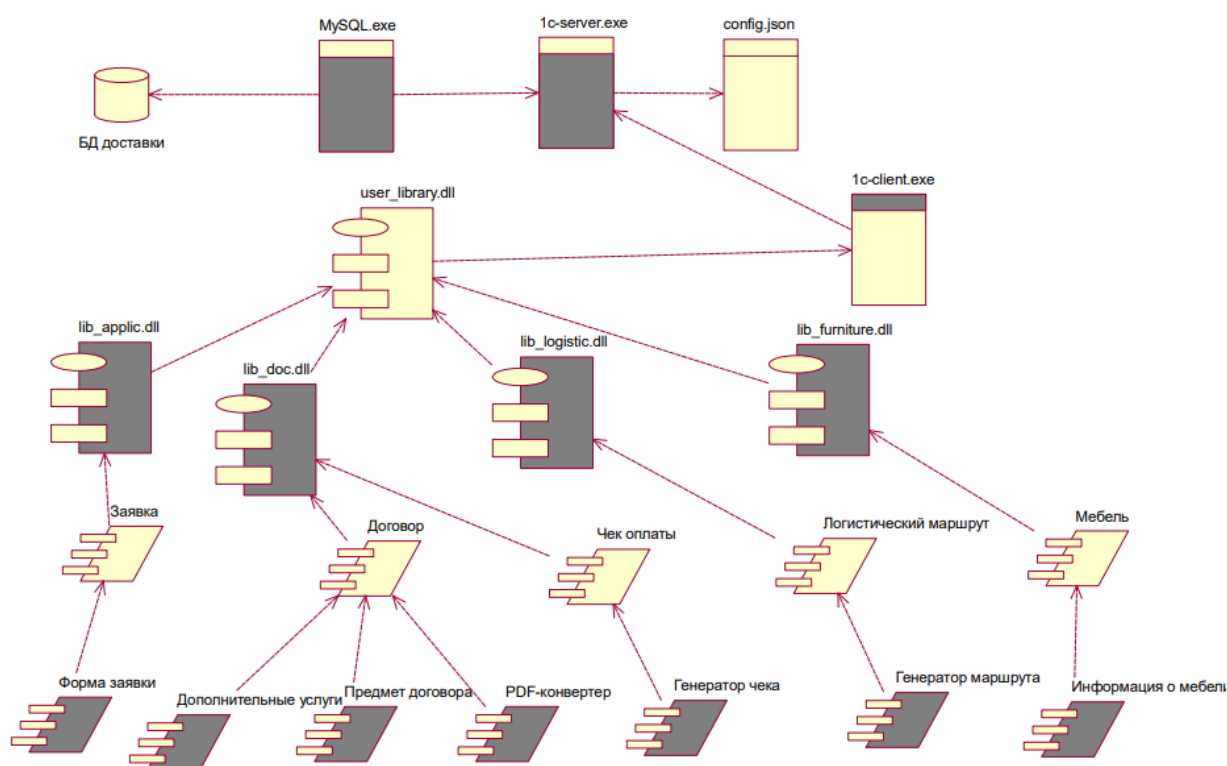 MySQL.exe
1c-server.exe
config.json
БД доставки
1c-client.exe
user_library.dll
lib_applic.dll
lib_doc.dll
lib_logistic.dll
lib_furniture.dll
Заявка
Договор
Чек оплаты
Логистический маршрут
Мебель
Форма заявки
Дополнительные услуги
Предмет договора
PDF-конвертер
Генератор чека
Генератор маршрута
Информация о мебели